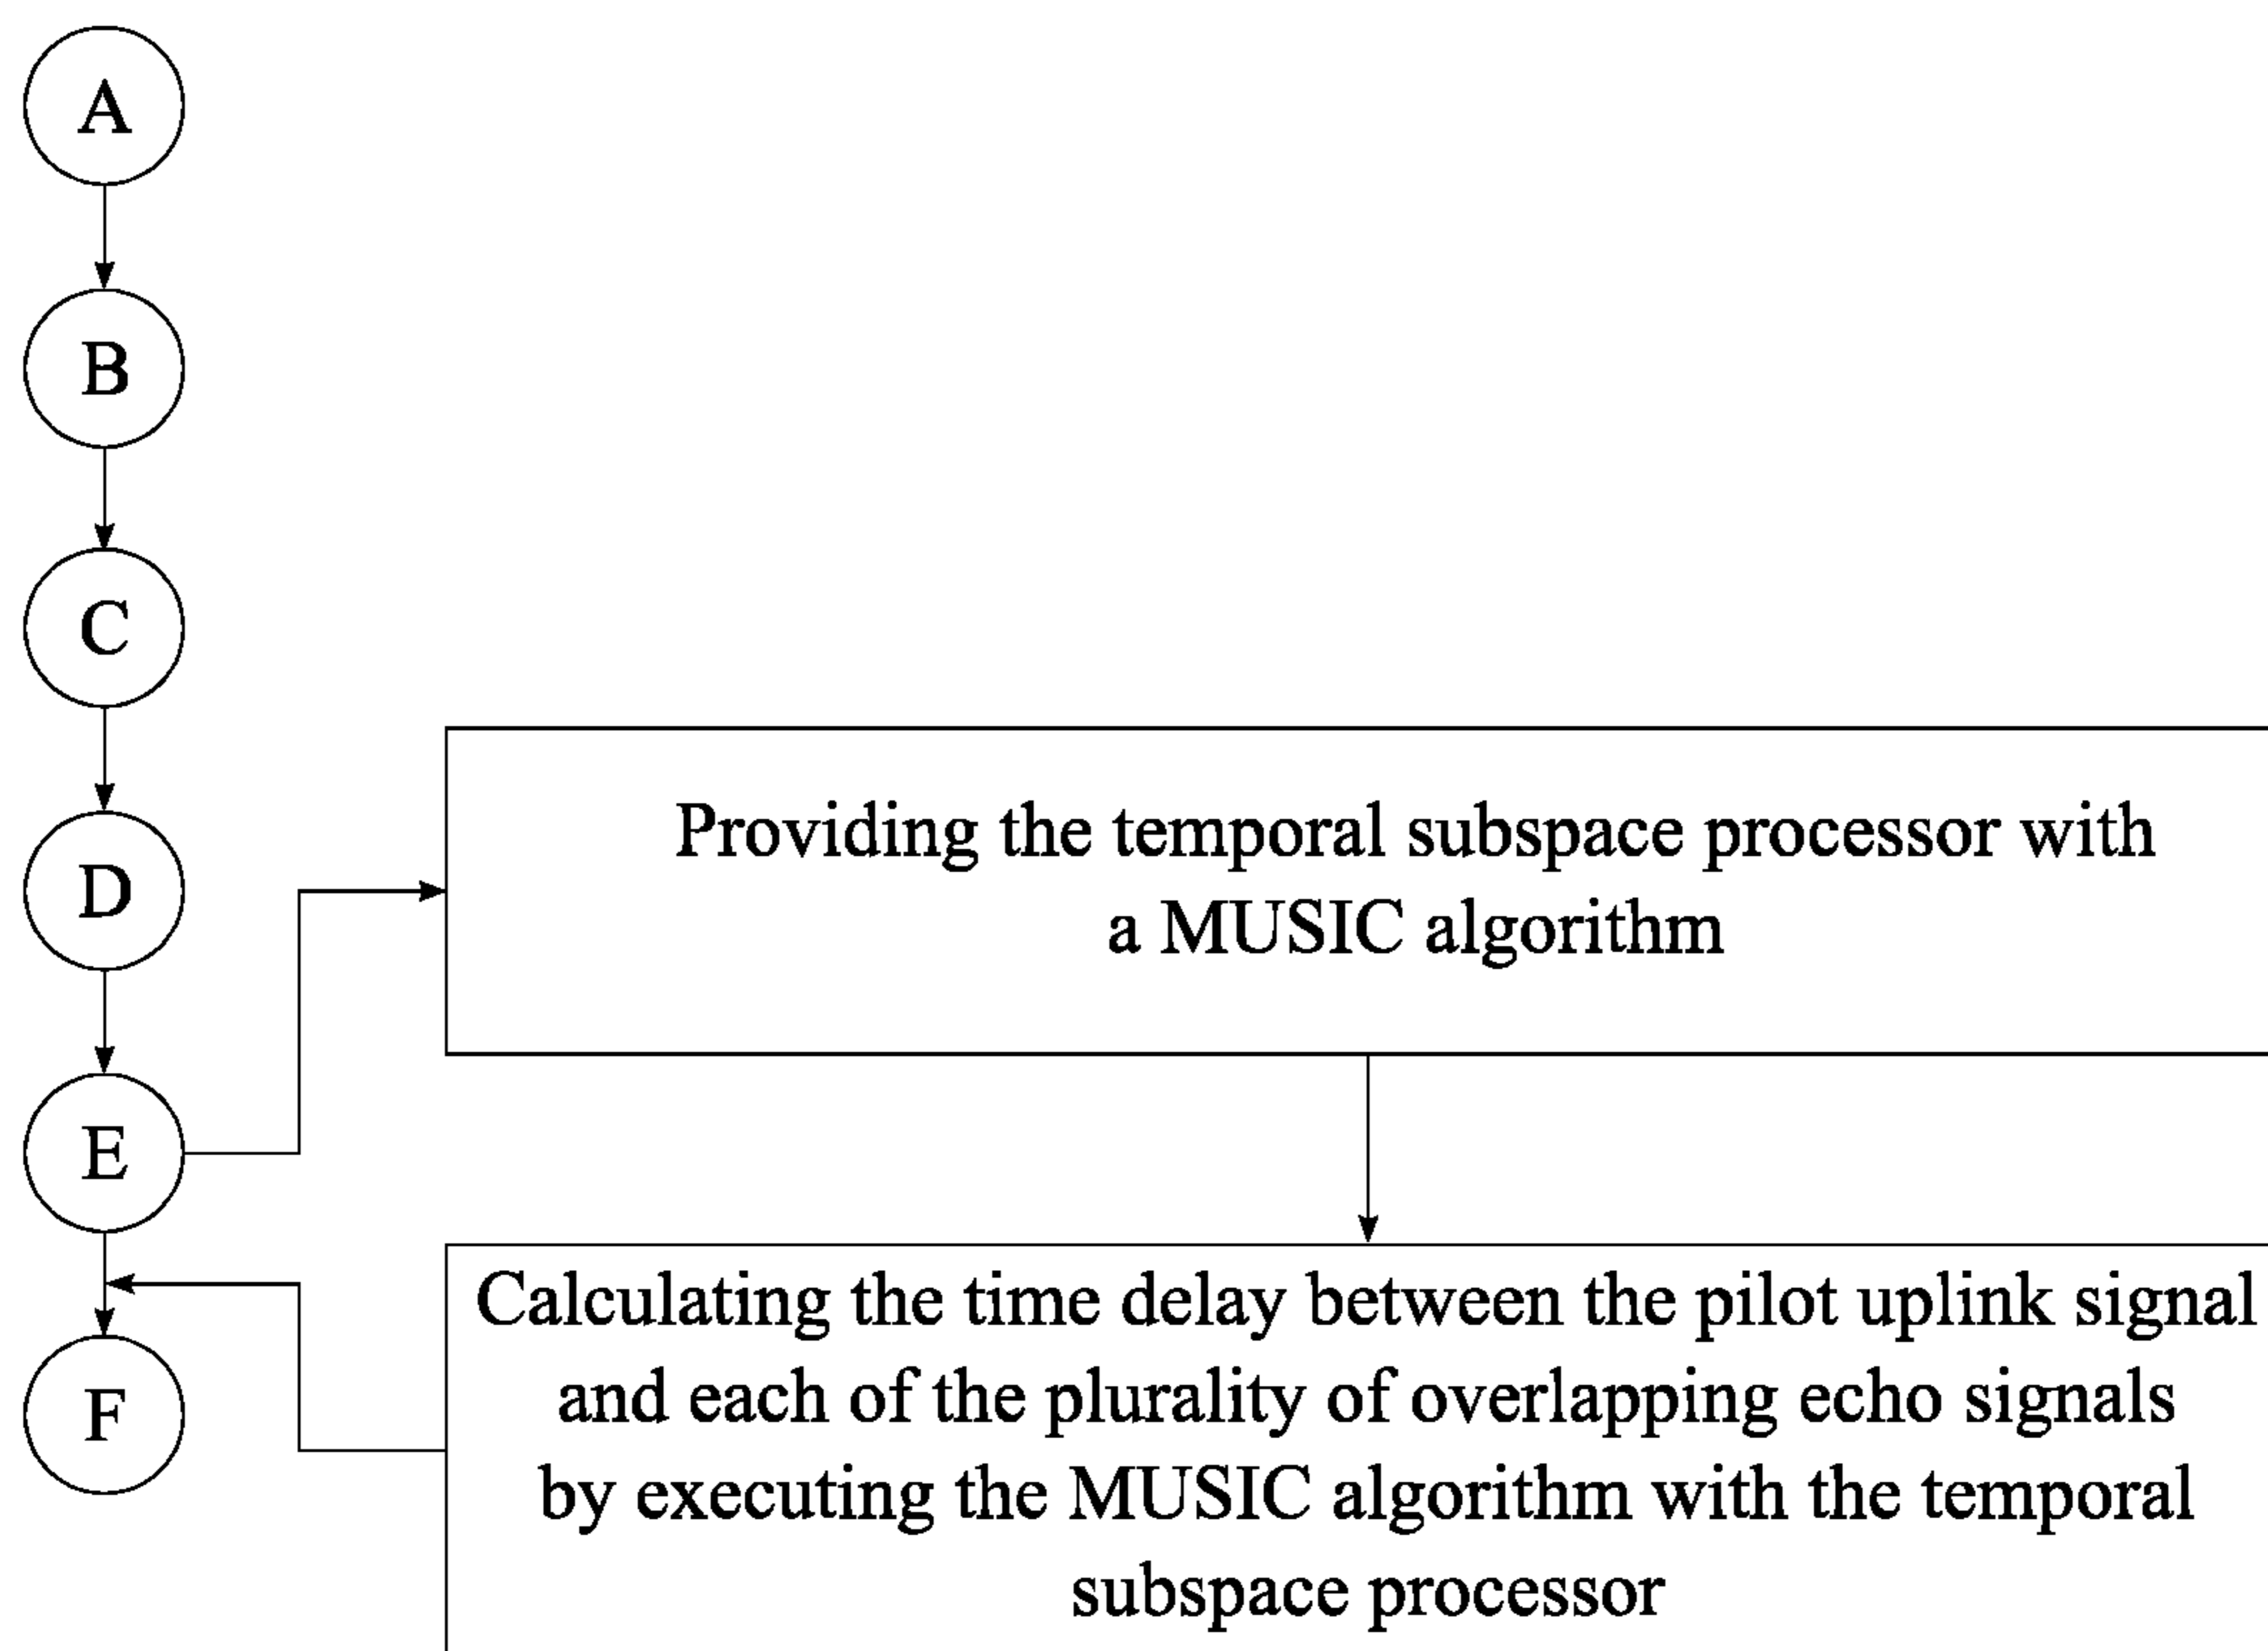 A
B
C
D
Providing the temporal subspace processor with
a MUSIC algorithm
E
Calculating the time delay between the pilot uplink signal
and each of the plurality of overlapping echo signals
by executing the MUSIC algorithm with the temporal
subspace processor
F